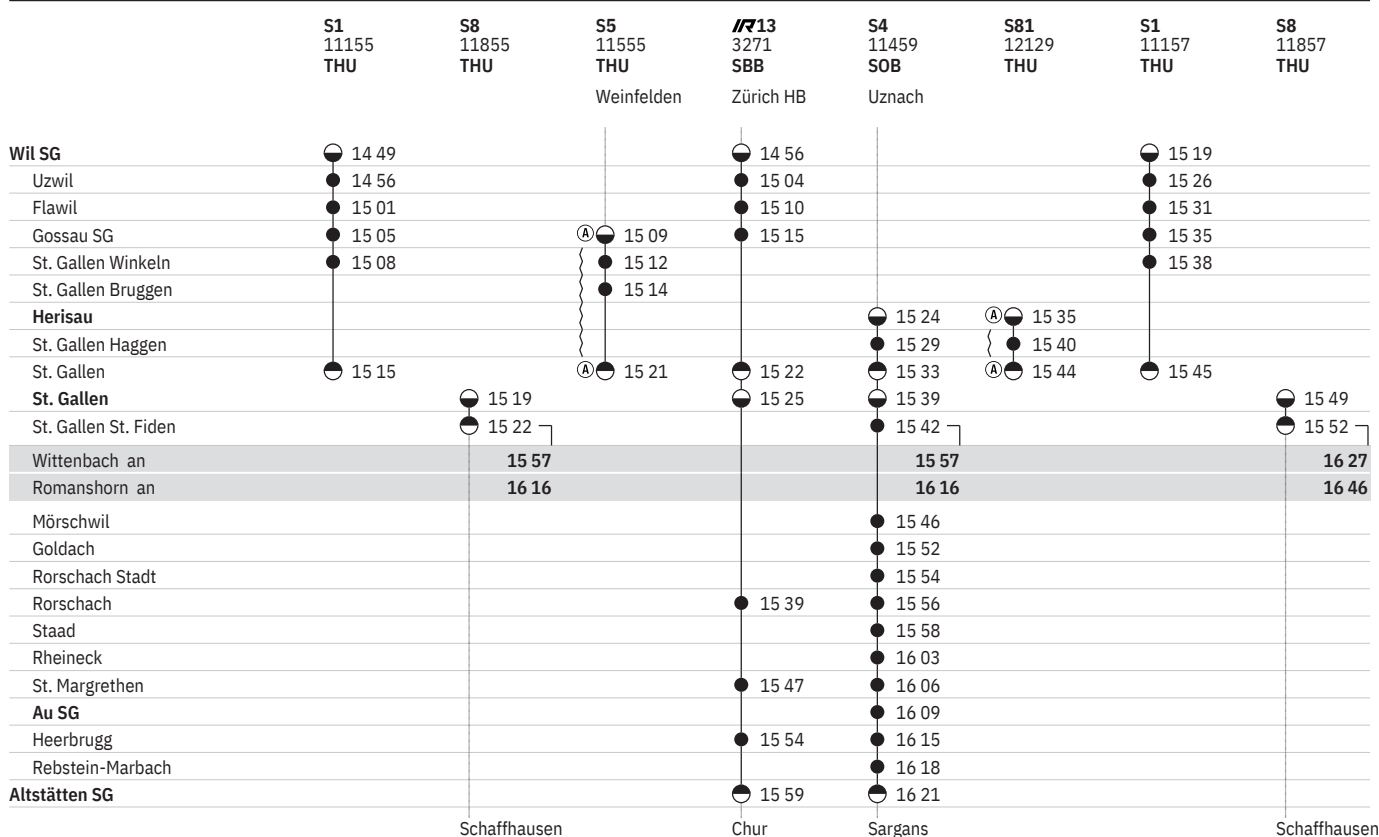 S1 S8 S5 IR13 S4 S81 S1 S8
11155 11855 11555 3271 11459 12129 11157 11857
THU THU THU SBB SOB THU THU THU
Weinfelden Zürich HB Uznach
Wil SG 14 49 14 56 15 19
Uzwil 14 56 15 04 15 26
Flawil 15 01 15 10 15 31
Gossau SG 15 05 A 15 09 15 15 15 35
St. Gallen Winkeln 15 08 15 12 15 38
St. Gallen Bruggen 15 14
Herisau 15 24 A 15 35
St. Gallen Haggen 15 29 15 40
St. Gallen 15 15 A 15 21 15 22 15 33 A 15 44 15 45
St. Gallen 15 19 15 25 15 39 15 49
St. Gallen St. Fiden 15 22 15 42 15 52
Wittenbach an 15 57 15 57 16 27
Romanshorn an 16 16 16 16 16 46
Mörschwil 15 46
Goldach 15 52
Rorschach Stadt 15 54
Rorschach 15 39 15 56
Staad 15 58
Rheineck 16 03
St. Margrethen 15 47 16 06
Au SG 16 09
Heerbrugg 15 54 16 15
Rebstein-Marbach 16 18
Altstätten SG 15 59 16 21
Schaffhausen Chur Sargans Schaffhausen